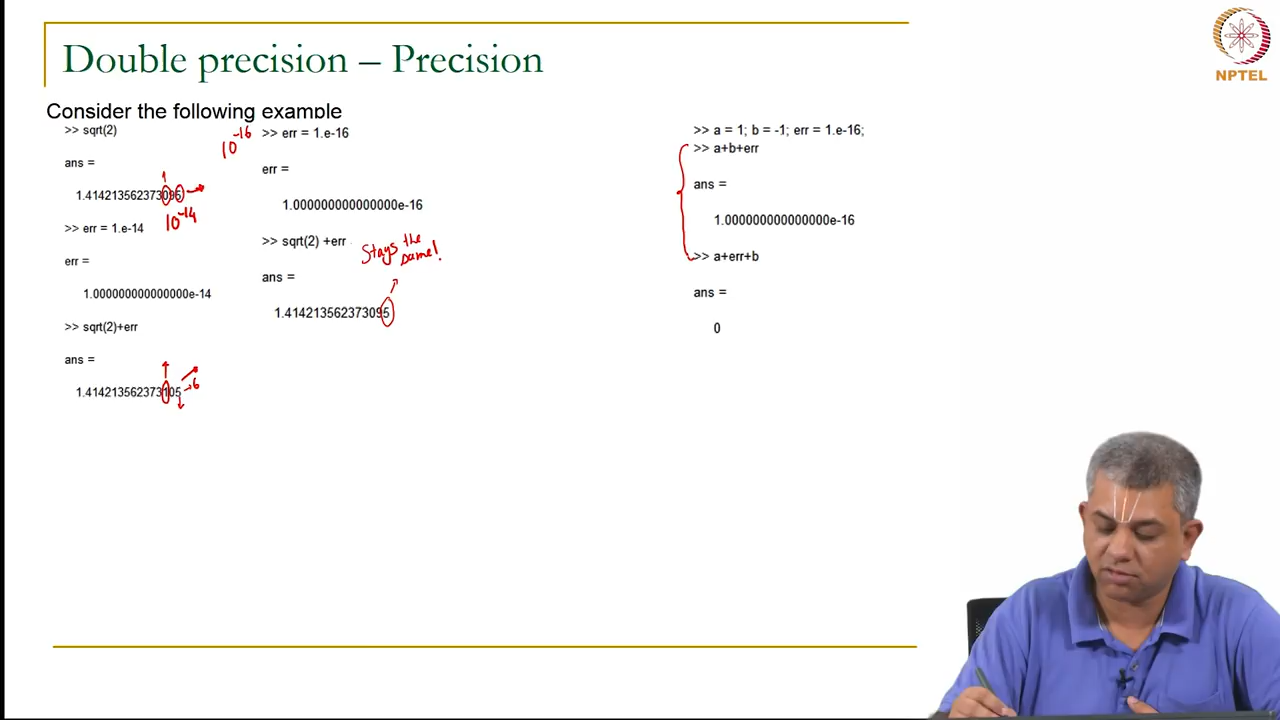 Double precision – Precision
NPTEL
Consider the following example
>> sqrt(2)
ans =
1.414213562373095
10^-14
>> err = 1.e-14
err =
1.000000000000000e-14
>> sqrt(2)+err
ans =
1.414213562373105
→6
10^-16
>> err = 1.e-16
err =
1.000000000000000e-16
>> sqrt(2) +err
Stays the
same!
ans =
1.414213562373095
>> a = 1; b = -1; err = 1.e-16;
>> a+b+err
ans =
1.000000000000000e-16
>> a+err+b
ans =
0